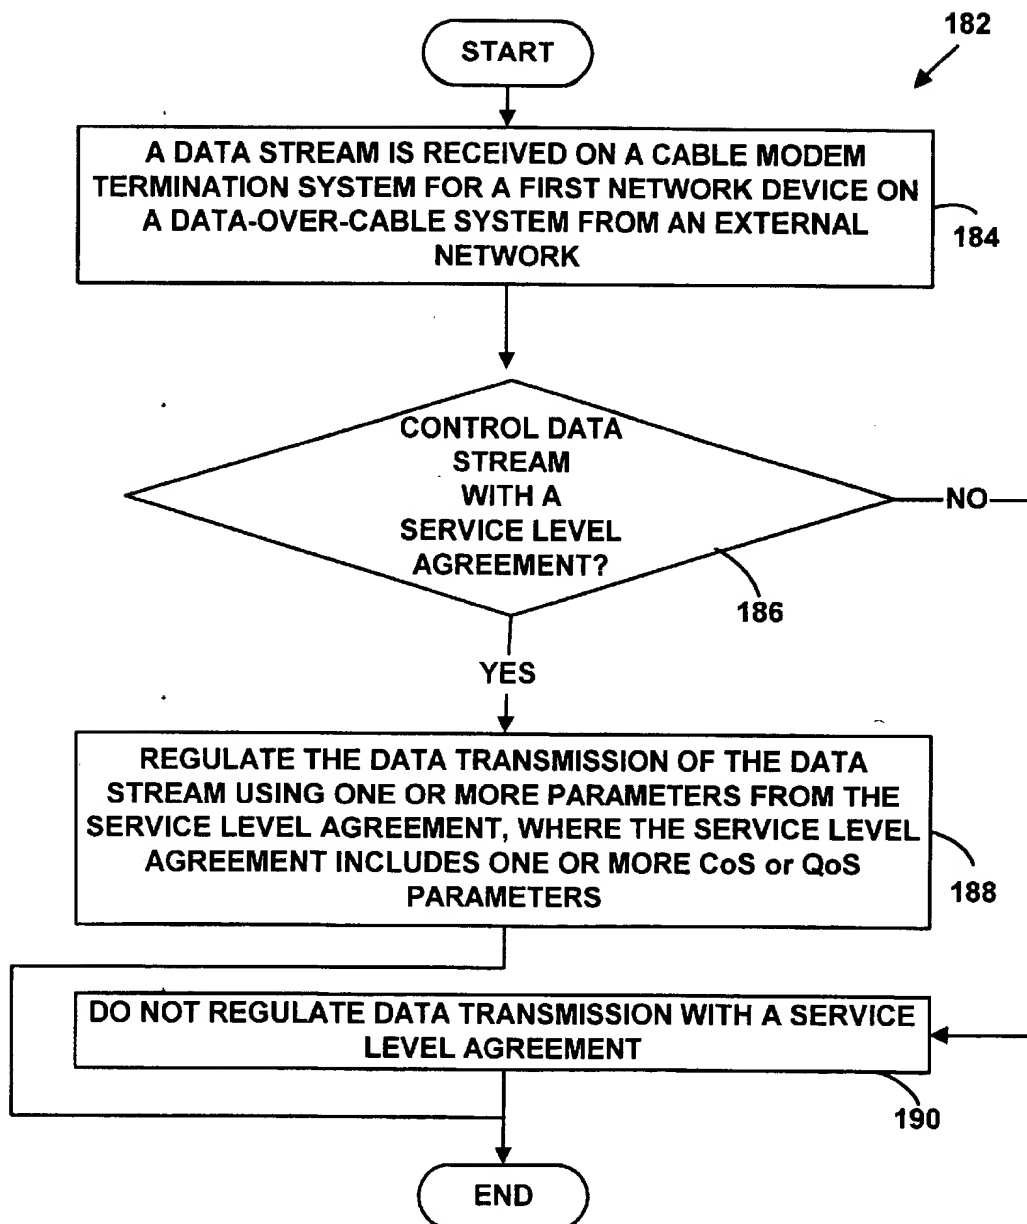 182
START
A DATA STREAM IS RECEIVED ON A CABLE MODEM
TERMINATION SYSTEM FOR A FIRST NETWORK DEVICE ON
A DATA-OVER-CABLE SYSTEM FROM AN EXTERNAL
NETWORK
184
CONTROL DATA
STREAM
WITH A
SERVICE LEVEL
AGREEMENT?
NO
186
YES
REGULATE THE DATA TRANSMISSION OF THE DATA
STREAM USING ONE OR MORE PARAMETERS FROM THE
SERVICE LEVEL AGREEMENT, WHERE THE SERVICE LEVEL
AGREEMENT INCLUDES ONE OR MORE CoS or QoS
PARAMETERS
188
DO NOT REGULATE DATA TRANSMISSION WITH A SERVICE
LEVEL AGREEMENT
190
END